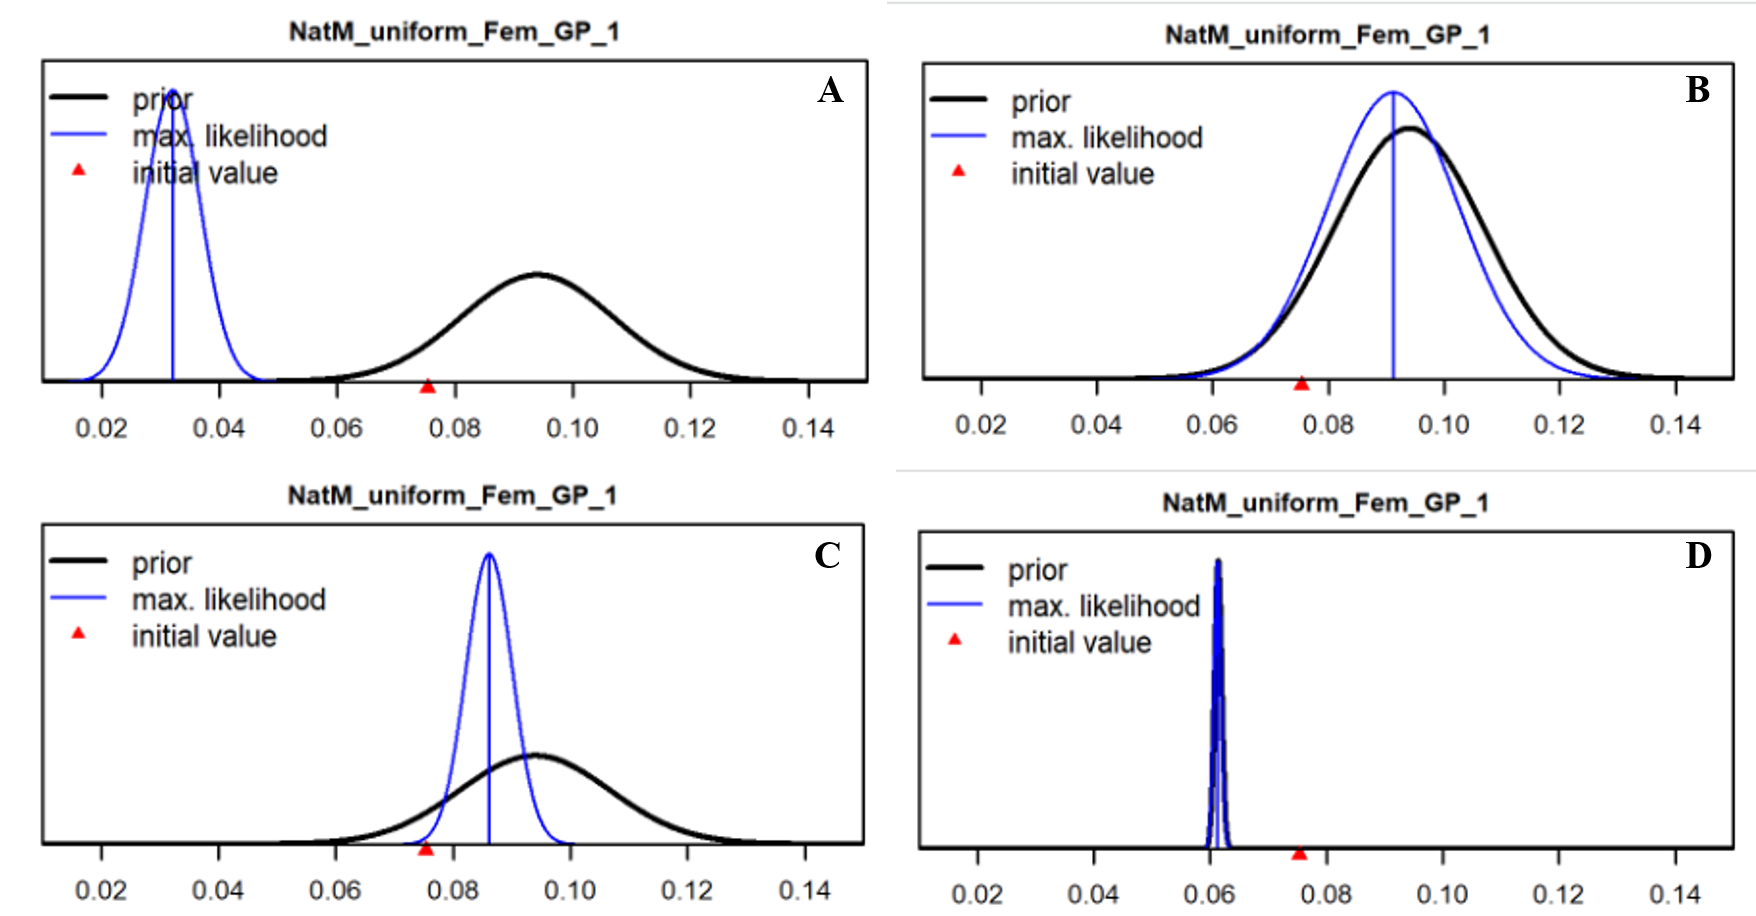 NatM_uniform_Fem_GP_1
A
prior
max. likelihood
initial value
0.02 0.04 0.06 0.08 0.10 0.12 0.14
NatM_uniform_Fem_GP_1
B
prior
max. likelihood
initial value
0.02 0.04 0.06 0.08 0.10 0.12 0.14
NatM_uniform_Fem_GP_1
C
prior
max. likelihood
initial value
0.02 0.04 0.06 0.08 0.10 0.12 0.14
NatM_uniform_Fem_GP_1
D
prior
max. likelihood
initial value
0.02 0.04 0.06 0.08 0.10 0.12 0.14